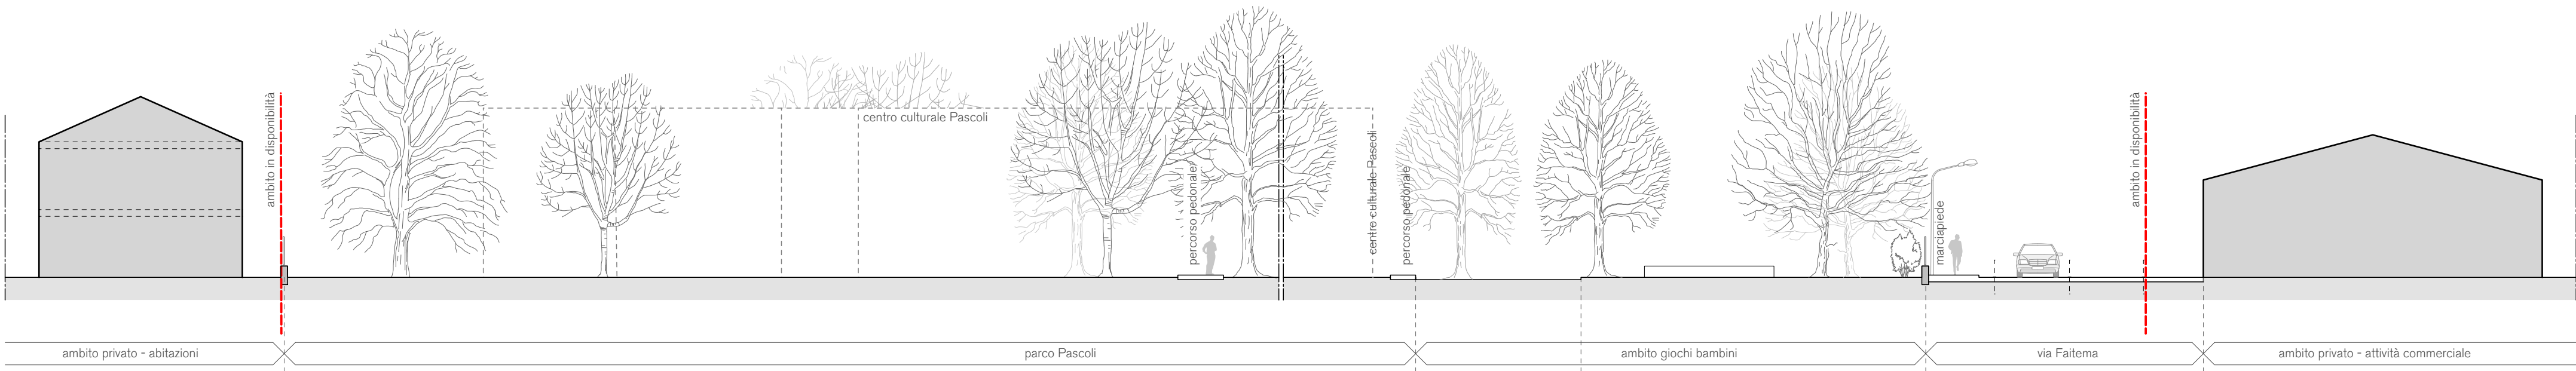 ambito in disponibilità
centro culturale Pascoli
percorso pedonale
centro culturale Pascoli
percorso pedonale
marciapiede
ambito in disponibilità
ambito privato - abitazioni
parco Pascoli
ambito giochi bambini
via Faitema
ambito privato - attività commerciale